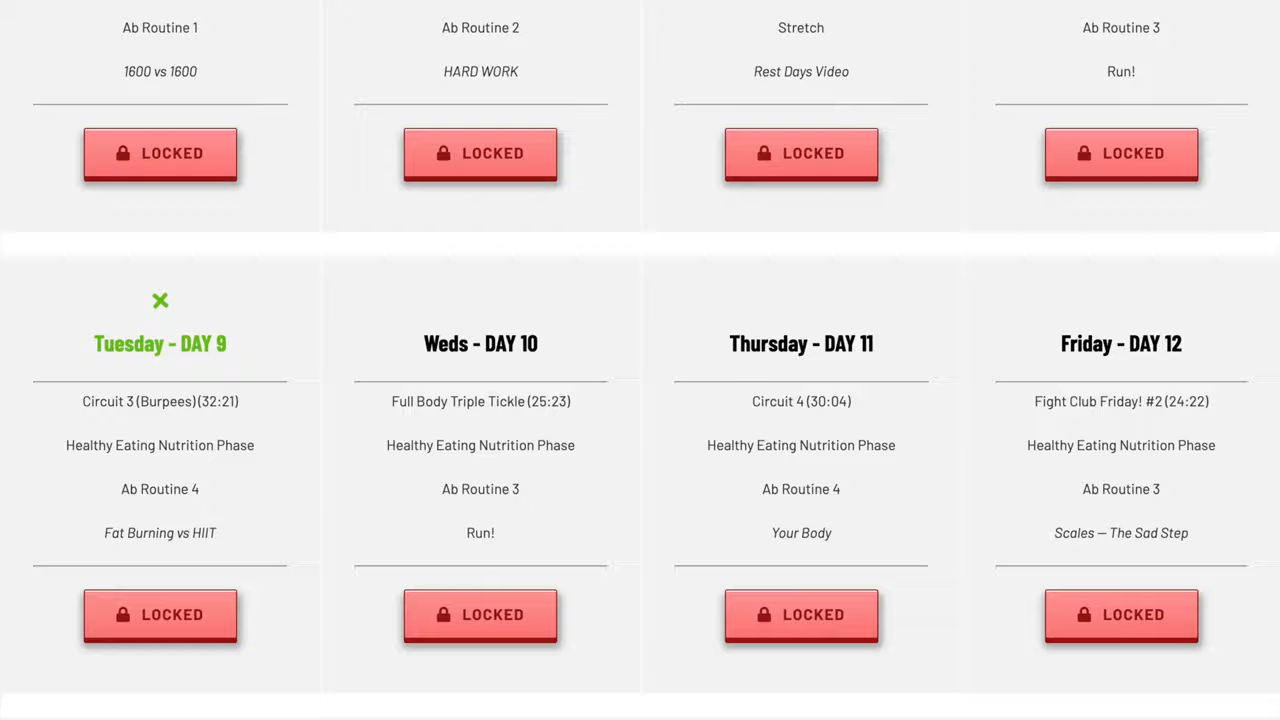 Ab Routine 1
Ab Routine 2
Stretch
Ab Routine 3
1600 vs 1600
HARD WORK
Rest Days Video
Run!
LOCKED
LOCKED
LOCKED
LOCKED
Tuesday - DAY 9
Weds - DAY 10
Thursday - DAY 11
Friday - DAY 12
Circuit 3 (Burpees) (32:21)
Full Body Triple Tickle (25:23)
Circuit 4 (30:04)
Fight Club Friday! #2 (24:22)
Healthy Eating Nutrition Phase
Healthy Eating Nutrition Phase
Healthy Eating Nutrition Phase
Healthy Eating Nutrition Phase
Ab Routine 4
Ab Routine 3
Ab Routine 4
Ab Routine 3
Fat Burning vs HIIT
Run!
Your Body
Scales — The Sad Step
LOCKED
LOCKED
LOCKED
LOCKED